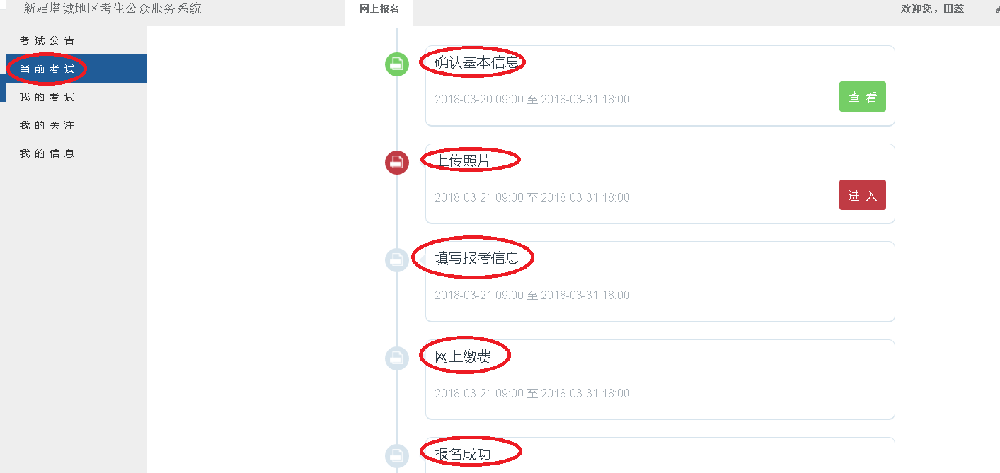 新疆塔城地区考生公众服务系统
网上报名
欢迎您，田蕊
考试公告
当前考试
我的考试
我的关注
我的信息
确认基本信息
2018-03-20 09:00 至 2018-03-31 18:00
查看
上传照片
2018-03-21 09:00 至 2018-03-31 18:00
进入
填写报考信息
2018-03-21 09:00 至 2018-03-31 18:00
网上缴费
2018-03-21 09:00 至 2018-03-31 18:00
报名成功